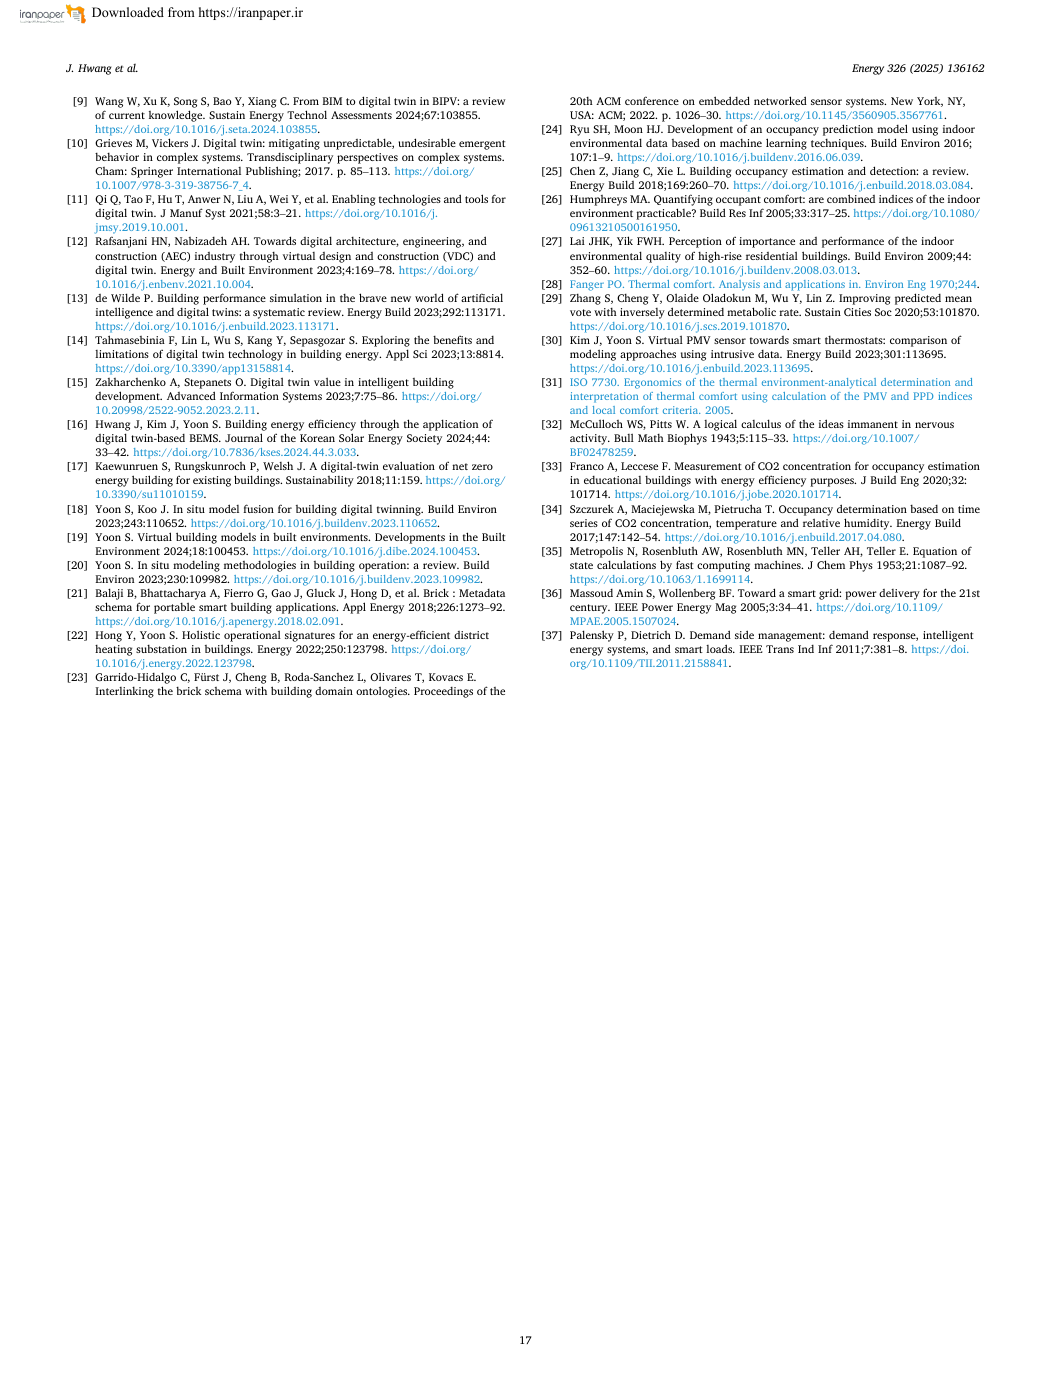 iranpaper
Downloaded from https://iranpaper.ir
J. Hwang et al.
Energy 326 (2025) 136162
[9] Wang W, Xu K, Song S, Bao Y, Xiang C. From BIM to digital twin in BIPV: a review
of current knowledge. Sustain Energy Technol Assessments 2024;67:103855.
https://doi.org/10.1016/j.seta.2024.103855.
[10] Grieves M, Vickers J. Digital twin: mitigating unpredictable, undesirable emergent
behavior in complex systems. Transdisciplinary perspectives on complex systems.
Cham: Springer International Publishing; 2017. p. 85–113. https://doi.org/
10.1007/978-3-319-38756-7_4.
[11] Qi Q, Tao F, Hu T, Anwer N, Liu A, Wei Y, et al. Enabling technologies and tools for
digital twin. J Manuf Syst 2021;58:3–21. https://doi.org/10.1016/j.
jmsy.2019.10.001.
[12] Rafsanjani HN, Nabizadeh AH. Towards digital architecture, engineering, and
construction (AEC) industry through virtual design and construction (VDC) and
digital twin. Energy and Built Environment 2023;4:169–78. https://doi.org/
10.1016/j.enbenv.2021.10.004.
[13] de Wilde P. Building performance simulation in the brave new world of artificial
intelligence and digital twins: a systematic review. Energy Build 2023;292:113171.
https://doi.org/10.1016/j.enbuild.2023.113171.
[14] Tahmasebinia F, Lin L, Wu S, Kang Y, Sepasgozar S. Exploring the benefits and
limitations of digital twin technology in building energy. Appl Sci 2023;13:8814.
https://doi.org/10.3390/app13158814.
[15] Zakharchenko A, Stepanets O. Digital twin value in intelligent building
development. Advanced Information Systems 2023;7:75–86. https://doi.org/
10.20998/2522-9052.2023.2.11.
[16] Hwang J, Kim J, Yoon S. Building energy efficiency through the application of
digital twin-based BEMS. Journal of the Korean Solar Energy Society 2024;44:
33–42. https://doi.org/10.7836/kses.2024.44.3.033.
[17] Kaewunruen S, Rungskunroch P, Welsh J. A digital-twin evaluation of net zero
energy building for existing buildings. Sustainability 2018;11:159. https://doi.org/
10.3390/su11010159.
[18] Yoon S, Koo J. In situ model fusion for building digital twinning. Build Environ
2023;243:110652. https://doi.org/10.1016/j.buildenv.2023.110652.
[19] Yoon S. Virtual building models in built environments. Developments in the Built
Environment 2024;18:100453. https://doi.org/10.1016/j.dibe.2024.100453.
[20] Yoon S. In situ modeling methodologies in building operation: a review. Build
Environ 2023;230:109982. https://doi.org/10.1016/j.buildenv.2023.109982.
[21] Balaji B, Bhattacharya A, Fierro G, Gao J, Gluck J, Hong D, et al. Brick : Metadata
schema for portable smart building applications. Appl Energy 2018;226:1273–92.
https://doi.org/10.1016/j.apenergy.2018.02.091.
[22] Hong Y, Yoon S. Holistic operational signatures for an energy-efficient district
heating substation in buildings. Energy 2022;250:123798. https://doi.org/
10.1016/j.energy.2022.123798.
[23] Garrido-Hidalgo C, Fürst J, Cheng B, Roda-Sanchez L, Olivares T, Kovacs E.
Interlinking the brick schema with building domain ontologies. Proceedings of the
20th ACM conference on embedded networked sensor systems. New York, NY,
USA: ACM; 2022. p. 1026–30. https://doi.org/10.1145/3560905.3567761.
[24] Ryu SH, Moon HJ. Development of an occupancy prediction model using indoor
environmental data based on machine learning techniques. Build Environ 2016;
107:1–9. https://doi.org/10.1016/j.buildenv.2016.06.039.
[25] Chen Z, Jiang C, Xie L. Building occupancy estimation and detection: a review.
Energy Build 2018;169:260–70. https://doi.org/10.1016/j.enbuild.2018.03.084.
[26] Humphreys MA. Quantifying occupant comfort: are combined indices of the indoor
environment practicable? Build Res Inf 2005;33:317–25. https://doi.org/10.1080/
09613210500161950.
[27] Lai JHK, Yik FWH. Perception of importance and performance of the indoor
environmental quality of high-rise residential buildings. Build Environ 2009;44:
352–60. https://doi.org/10.1016/j.buildenv.2008.03.013.
[28] Fanger PO. Thermal comfort. Analysis and applications in. Environ Eng 1970;244.
[29] Zhang S, Cheng Y, Olaide Oladokun M, Wu Y, Lin Z. Improving predicted mean
vote with inversely determined metabolic rate. Sustain Cities Soc 2020;53:101870.
https://doi.org/10.1016/j.scs.2019.101870.
[30] Kim J, Yoon S. Virtual PMV sensor towards smart thermostats: comparison of
modeling approaches using intrusive data. Energy Build 2023;301:113695.
https://doi.org/10.1016/j.enbuild.2023.113695.
[31] ISO 7730. Ergonomics of the thermal environment-analytical determination and
interpretation of thermal comfort using calculation of the PMV and PPD indices
and local comfort criteria. 2005.
[32] McCulloch WS, Pitts W. A logical calculus of the ideas immanent in nervous
activity. Bull Math Biophys 1943;5:115–33. https://doi.org/10.1007/
BF02478259.
[33] Franco A, Leccese F. Measurement of CO2 concentration for occupancy estimation
in educational buildings with energy efficiency purposes. J Build Eng 2020;32:
101714. https://doi.org/10.1016/j.jobe.2020.101714.
[34] Szczurek A, Maciejewska M, Pietrucha T. Occupancy determination based on time
series of CO2 concentration, temperature and relative humidity. Energy Build
2017;147:142–54. https://doi.org/10.1016/j.enbuild.2017.04.080.
[35] Metropolis N, Rosenbluth AW, Rosenbluth MN, Teller AH, Teller E. Equation of
state calculations by fast computing machines. J Chem Phys 1953;21:1087–92.
https://doi.org/10.1063/1.1699114.
[36] Massoud Amin S, Wollenberg BF. Toward a smart grid: power delivery for the 21st
century. IEEE Power Energy Mag 2005;3:34–41. https://doi.org/10.1109/
MPAE.2005.1507024.
[37] Palensky P, Dietrich D. Demand side management: demand response, intelligent
energy systems, and smart loads. IEEE Trans Ind Inf 2011;7:381–8. https://doi.
org/10.1109/TII.2011.2158841.
17